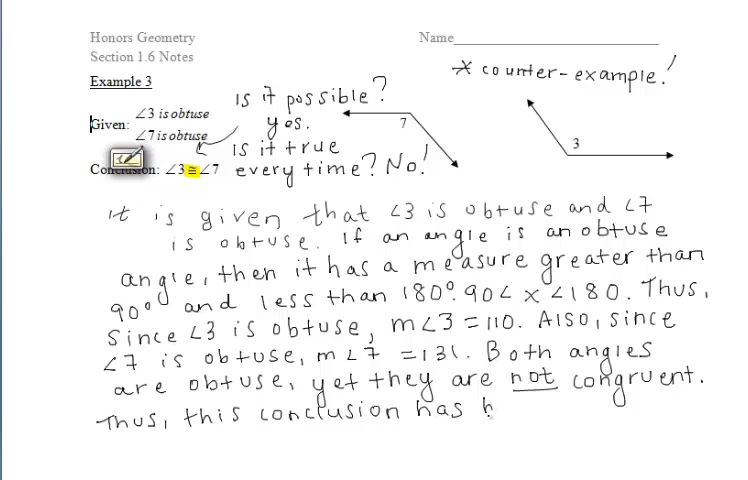 Honors Geometry
Name
Section 1.6 Notes
* counter-example!
Example 3
Is it possible?
yes.
Given: ∠3 is obtuse
∠7 is obtuse
7
3
Is it true
every time? No!
Conclusion: ∠3 ≅ ∠7
It is given that ∠3 is obtuse and ∠7
is obtuse. If an angle is an obtuse
angle, then it has a measure greater than
90° and less than 180°. 90 < x < 180. Thus,
Since ∠3 is obtuse, m∠3 = 110. Also, since
∠7 is obtuse, m∠7 = 131. Both angles
are obtuse, yet they are not congruent.
Thus, this conclusion has